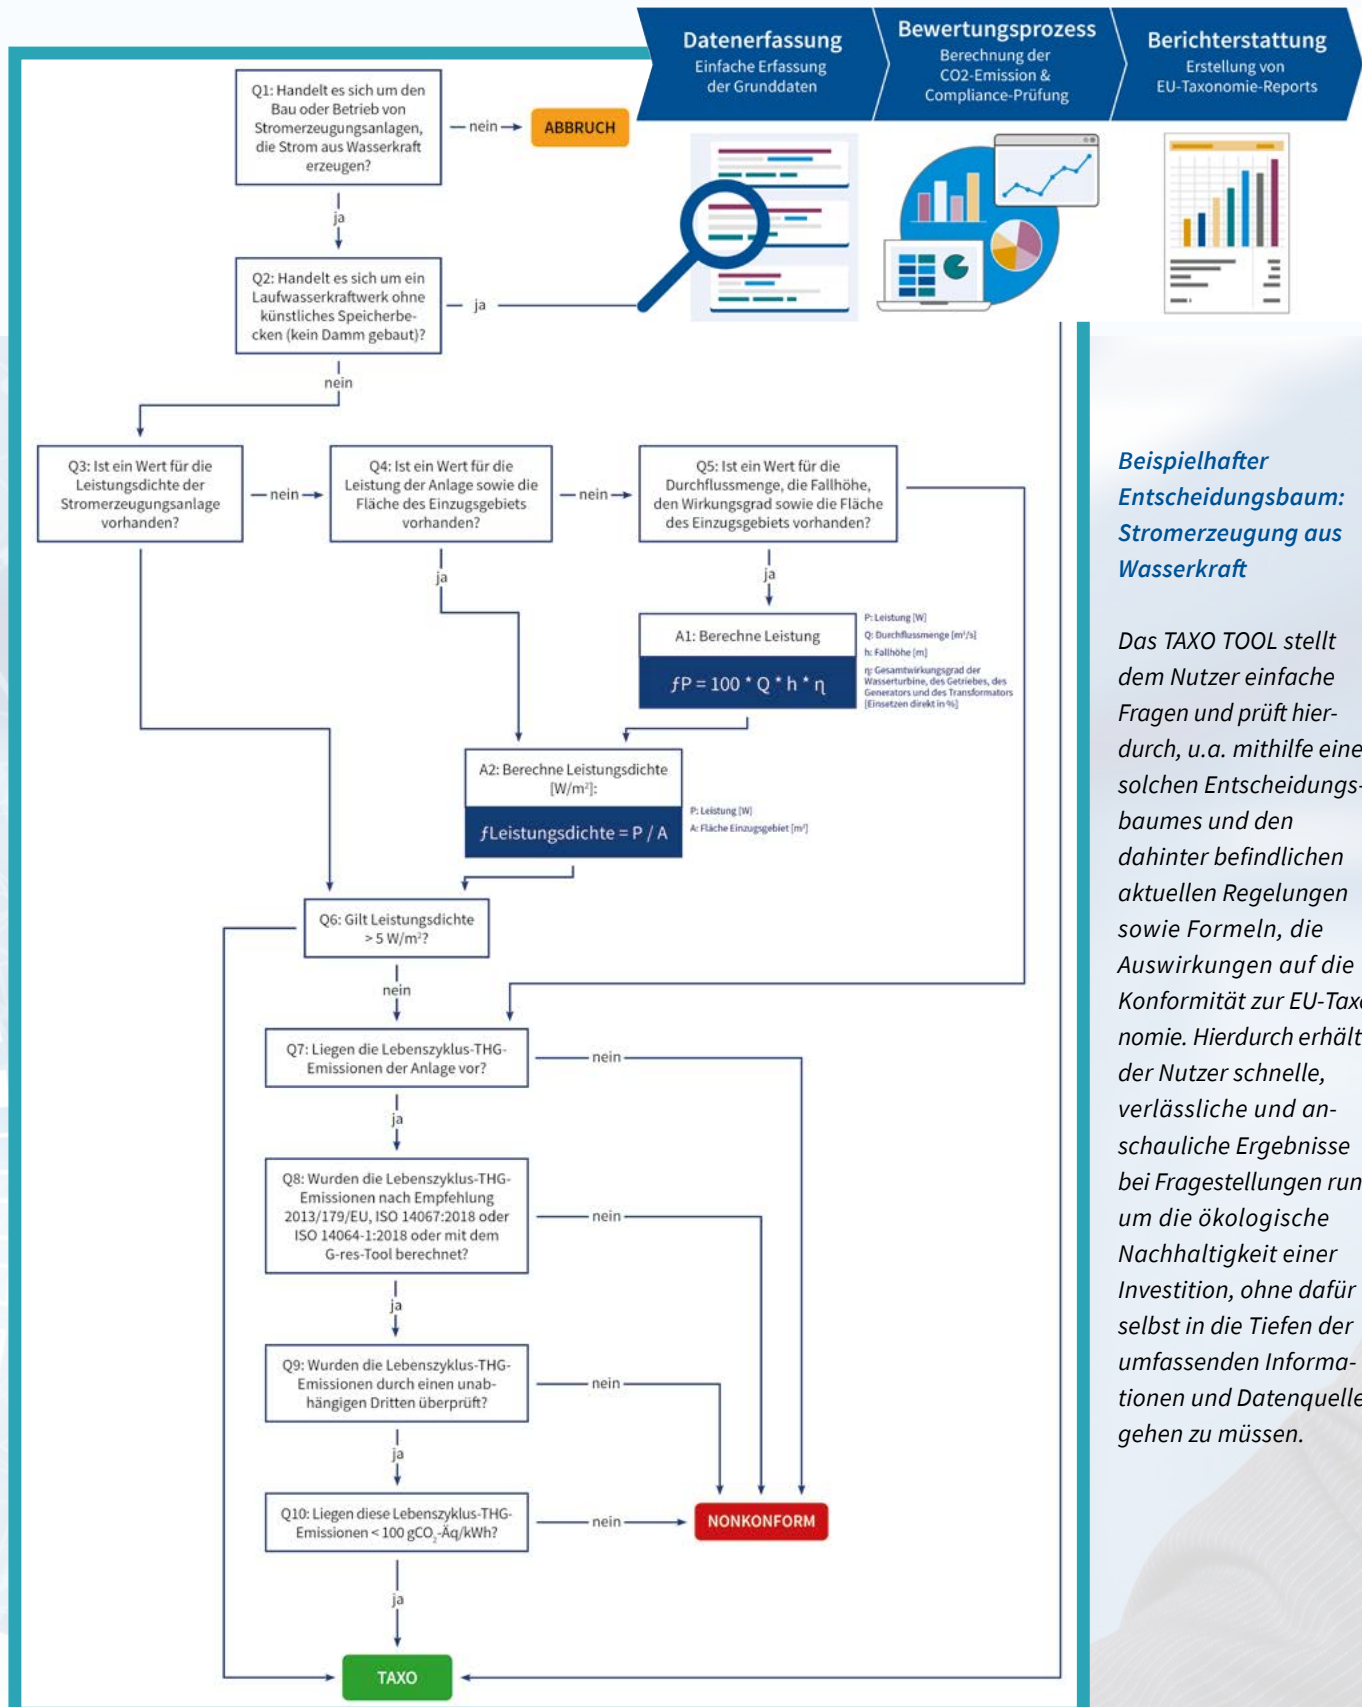 Datenerfassung
Einfache Erfassung
der Grunddaten
Bewertungsprozess
Berechnung der
CO2-Emission &
Compliance-Prüfung
Berichterstattung
Erstellung von
EU-Taxonomie-Reports
Q1: Handelt es sich um den
Bau oder Betrieb von
Stromerzeugungsanlagen,
die Strom aus Wasserkraft
erzeugen?
nein
ABBRUCH
ja
Q2: Handelt es sich um ein
Laufwasserkraftwerk ohne
künstliches Speicherbe-
cken (kein Damm gebaut)?
ja
nein
Q3: Ist ein Wert für die
Leistungsdichte der
Stromerzeugungsanlage
vorhanden?
nein
Q4: Ist ein Wert für die
Leistung der Anlage sowie die
Fläche des Einzugsgebiets
vorhanden?
nein
Q5: Ist ein Wert für die
Durchflussmenge, die Fallhöhe,
den Wirkungsgrad sowie die Fläche
des Einzugsgebiets vorhanden?
ja
ja
A1: Berechne Leistung
ƒP = 100 * Q * h * η
P: Leistung [W]
Q: Durchflussmenge [m³/s]
h: Fallhöhe [m]
η: Gesamtwirkungsgrad der
Wasserturbine, des Getriebes, des
Generators und des Transformators
[Einsetzen direkt in %]
A2: Berechne Leistungsdichte
[W/m²]:
ƒLeistungsdichte = P / A
P: Leistung [W]
A: Fläche Einzugsgebiet [m²]
Q6: Gilt Leistungsdichte
> 5 W/m²?
nein
Q7: Liegen die Lebenszyklus-THG-
Emissionen der Anlage vor?
nein
ja
Q8: Wurden die Lebenszyklus-THG-
Emissionen nach Empfehlung
2013/179/EU, ISO 14067:2018 oder
ISO 14064-1:2018 oder mit dem
G-res-Tool berechnet?
nein
ja
Q9: Wurden die Lebenszyklus-THG-
Emissionen durch einen unab-
hängigen Dritten überprüft?
nein
ja
Q10: Liegen diese Lebenszyklus-THG-
Emissionen < 100 gCO₂-Äq/kWh?
nein
NONKONFORM
ja
TAXO
Beispielhafter
Entscheidungsbaum:
Stromerzeugung aus
Wasserkraft
Das TAXO TOOL stellt
dem Nutzer einfache
Fragen und prüft hier-
durch, u.a. mithilfe eine
solchen Entscheidungs-
baumes und den
dahinter befindlichen
aktuellen Regelungen
sowie Formeln, die
Auswirkungen auf die
Konformität zur EU-Taxo
nomie. Hierdurch erhält
der Nutzer schnelle,
verlässliche und an-
schauliche Ergebnisse
bei Fragestellungen run
um die ökologische
Nachhaltigkeit einer
Investition, ohne dafür
selbst in die Tiefen der
umfassenden Informa-
tionen und Datenquelle
gehen zu müssen.